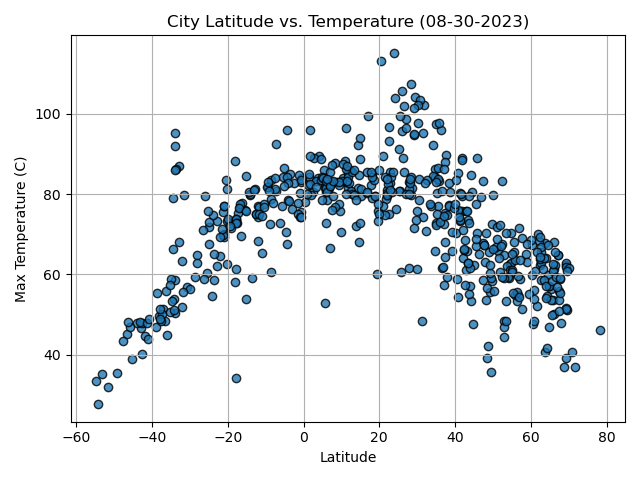 City Latitude vs. Temperature (08-30-2023)
Max Temperature (C)
100
80
60
40
−60 −40 −20 0 20 40 60 80
Latitude